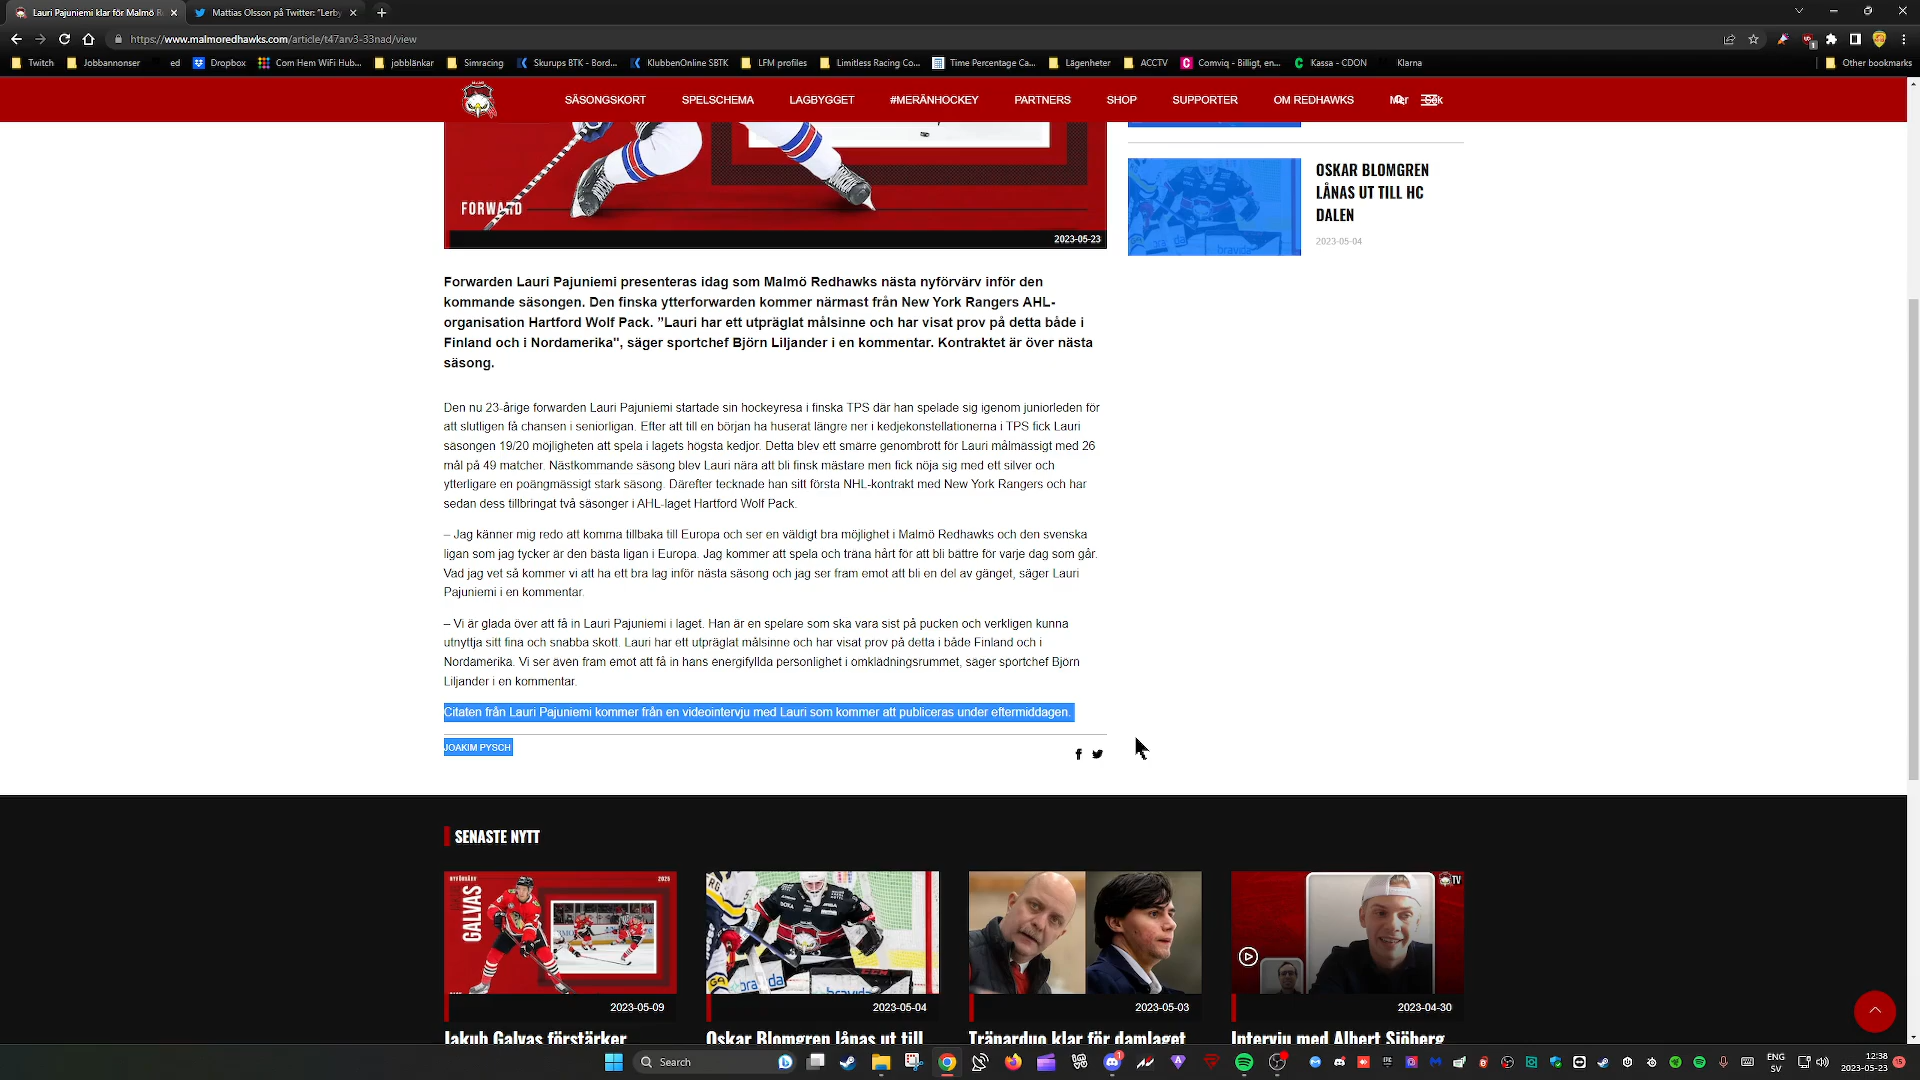 Lauri Pajuniemi klar för Malmö R
Mattias Olsson på Twitter: "Lerby
https://www.malmoredhawks.com/article/t47arv3-33nad/view
Twitch
Jobbannonser
ed
Dropbox
Com Hem WiFi Hub...
jobblänkar
Simracing
Skurups BTK - Bord...
KlubbenOnline SBTK
LFM profiles
Limitless Racing Co...
Time Percentage Ca...
Lägenheter
ACCTV
Comviq - Billigt, en...
Kassa - CDON
Klarna
Other bookmarks
SÄSONGSKORT
SPELSCHEMA
LAGBYGGET
#MERÄNHOCKEY
PARTNERS
SHOP
SUPPORTER
OM REDHAWKS
Mer
Sök
FORWARD
2023-05-23
OSKAR BLOMGREN
LÅNAS UT TILL HC
DALEN
2023-05-04
bravida
Forwarden Lauri Pajuniemi presenteras idag som Malmö Redhawks nästa nyförvärv inför den
kommande säsongen. Den finska ytterforwarden kommer närmast från New York Rangers AHL-
organisation Hartford Wolf Pack. ”Lauri har ett utpräglat målsinne och har visat prov på detta både i
Finland och i Nordamerika", säger sportchef Björn Liljander i en kommentar. Kontraktet är över nästa
säsong.
Den nu 23-årige forwarden Lauri Pajuniemi startade sin hockeyresa i finska TPS där han spelade sig igenom juniorleden för
att slutligen få chansen i seniorligan. Efter att till en början ha huserat längre ner i kedjekonstellationerna i TPS fick Lauri
säsongen 19/20 möjligheten att spela i lagets högsta kedjor. Detta blev ett smärre genombrott för Lauri målmässigt med 26
mål på 49 matcher. Nästkommande säsong blev Lauri nära att bli finsk mästare men fick nöja sig med ett silver och
ytterligare en poängmässigt stark säsong. Därefter tecknade han sitt första NHL-kontrakt med New York Rangers och har
sedan dess tillbringat två säsonger i AHL-laget Hartford Wolf Pack.
– Jag känner mig redo att komma tillbaka till Europa och ser en väldigt bra möjlighet i Malmö Redhawks och den svenska
ligan som jag tycker är den bästa ligan i Europa. Jag kommer att spela och träna hårt för att bli bättre för varje dag som går.
Vad jag vet så kommer vi att ha ett bra lag inför nästa säsong och jag ser fram emot att bli en del av gänget, säger Lauri
Pajuniemi i en kommentar.
– Vi är glada över att få in Lauri Pajuniemi i laget. Han är en spelare som ska vara sist på pucken och verkligen kunna
utnyttja sitt fina och snabba skott. Lauri har ett utpräglat målsinne och har visat prov på detta i både Finland och i
Nordamerika. Vi ser även fram emot att få in hans energifyllda personlighet i omklädningsrummet, säger sportchef Björn
Liljander i en kommentar.
Citaten från Lauri Pajuniemi kommer från en videointervju med Lauri som kommer att publiceras under eftermiddagen.
JOAKIM PYSCH
SENASTE NYTT
GALVAS
2023-05-09
bravida
2023-05-04
2023-05-03
TV
2023-04-30
Jakub Galvas förstärker
Oskar Blomgren lånas ut till
Tränarduo klar för damlaget
Intervju med Albert Sjöberg
Search
ENG
SV
12:38
2023-05-23
15